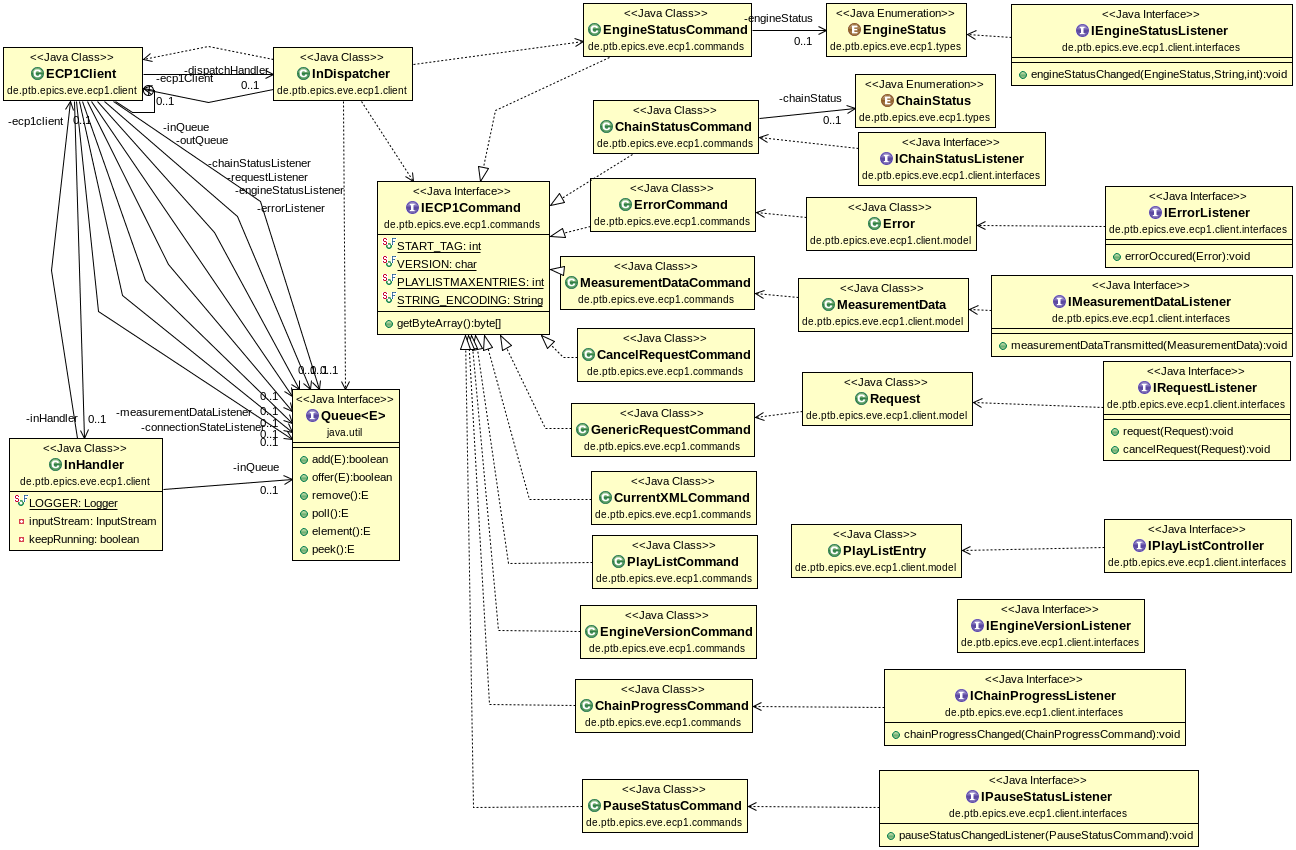 <<Java Class>>
EngineStatusCommand
de.ptb.epics.eve.ecp1.commands
-engineStatus
0..1
<<Java Enumeration>>
EngineStatus
de.ptb.epics.eve.ecp1.types
<<Java Interface>>
IEngineStatusListener
de.ptb.epics.eve.ecp1.client.interfaces
engineStatusChanged(EngineStatus,String,int):void
<<Java Class>>
ECP1Client
de.ptb.epics.eve.ecp1.client
-dispatchHandler
-ecp1Client
0..1
0..1
<<Java Class>>
InDispatcher
de.ptb.epics.eve.ecp1.client
<<Java Class>>
ChainStatusCommand
de.ptb.epics.eve.ecp1.commands
-chainStatus
0..1
<<Java Enumeration>>
ChainStatus
de.ptb.epics.eve.ecp1.types
<<Java Interface>>
IChainStatusListener
de.ptb.epics.eve.ecp1.client.interfaces
-ecp1client
0..1
-inQueue
-outQueue
-chainStatusListener
-requestListener
-engineStatusListener
-errorListener
<<Java Interface>>
IECP1Command
de.ptb.epics.eve.ecp1.commands
START_TAG: int
VERSION: char
PLAYLISTMAXENTRIES: int
STRING_ENCODING: String
getByteArray():byte[]
<<Java Class>>
ErrorCommand
de.ptb.epics.eve.ecp1.commands
<<Java Class>>
Error
de.ptb.epics.eve.ecp1.client.model
<<Java Interface>>
IErrorListener
de.ptb.epics.eve.ecp1.client.interfaces
errorOccured(Error):void
<<Java Class>>
MeasurementDataCommand
de.ptb.epics.eve.ecp1.commands
<<Java Class>>
MeasurementData
de.ptb.epics.eve.ecp1.client.model
<<Java Interface>>
IMeasurementDataListener
de.ptb.epics.eve.ecp1.client.interfaces
measurementDataTransmitted(MeasurementData):void
<<Java Class>>
CancelRequestCommand
de.ptb.epics.eve.ecp1.commands
<<Java Class>>
GenericRequestCommand
de.ptb.epics.eve.ecp1.commands
<<Java Class>>
Request
de.ptb.epics.eve.ecp1.client.model
<<Java Interface>>
IRequestListener
de.ptb.epics.eve.ecp1.client.interfaces
request(Request):void
cancelRequest(Request):void
0..1
0..1
0..1
0..1
-measurementDataListener
-connectionStateListener
-inHandler
0..1
<<Java Class>>
InHandler
de.ptb.epics.eve.ecp1.client
LOGGER: Logger
inputStream: InputStream
keepRunning: boolean
-inQueue
0..1
<<Java Interface>>
Queue<E>
java.util
add(E):boolean
offer(E):boolean
remove():E
poll():E
element():E
peek():E
<<Java Class>>
CurrentXMLCommand
de.ptb.epics.eve.ecp1.commands
<<Java Class>>
PlayListCommand
de.ptb.epics.eve.ecp1.commands
<<Java Class>>
PlayListEntry
de.ptb.epics.eve.ecp1.client.model
<<Java Interface>>
IPlayListController
de.ptb.epics.eve.ecp1.client.interfaces
<<Java Class>>
EngineVersionCommand
de.ptb.epics.eve.ecp1.commands
<<Java Interface>>
IEngineVersionListener
de.ptb.epics.eve.ecp1.client.interfaces
<<Java Class>>
ChainProgressCommand
de.ptb.epics.eve.ecp1.commands
<<Java Interface>>
IChainProgressListener
de.ptb.epics.eve.ecp1.client.interfaces
chainProgressChanged(ChainProgressCommand):void
<<Java Class>>
PauseStatusCommand
de.ptb.epics.eve.ecp1.commands
<<Java Interface>>
IPauseStatusListener
de.ptb.epics.eve.ecp1.client.interfaces
pauseStatusChangedListener(PauseStatusCommand):void